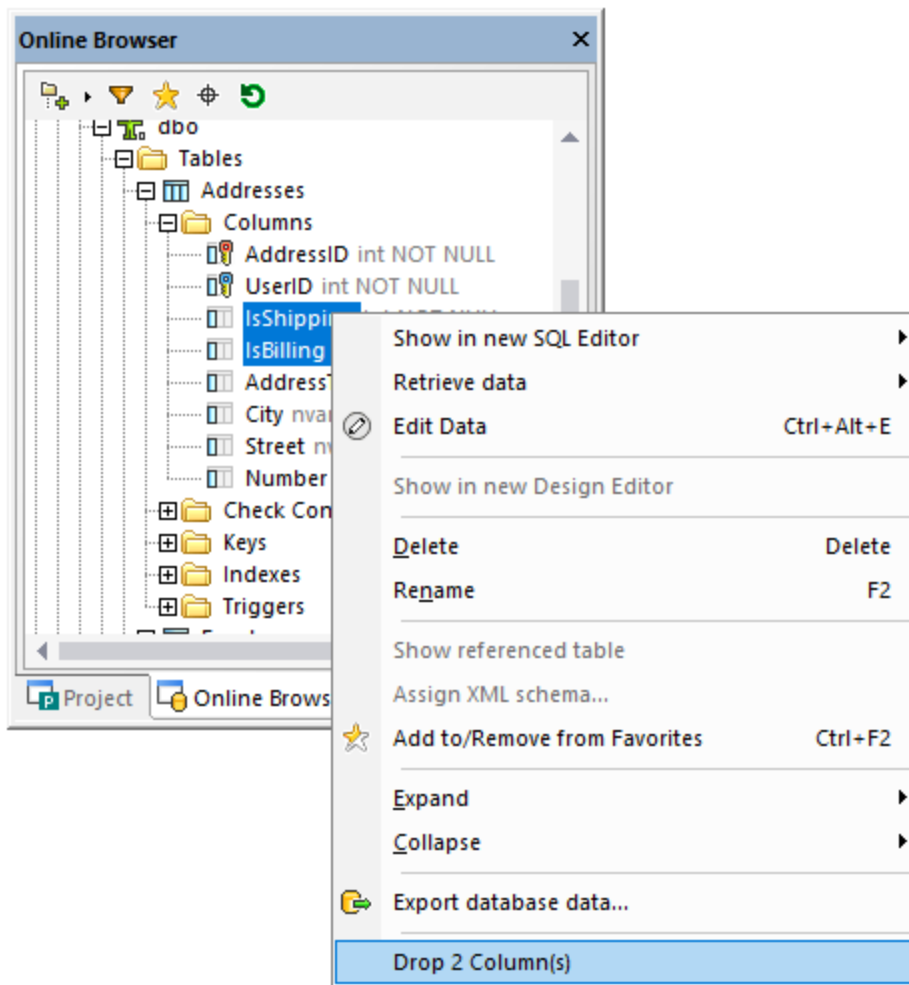 Online Browser
dbo
Tables
Addresses
Columns
AddressID int NOT NULL
UserID int NOT NULL
IsShippin
IsBilling
Address
City nvar
Street
Number
Check Con
Keys
Indexes
Triggers
Project
Online Brows
Show in new SQL Editor
Retrieve data
Edit Data Ctrl+Alt+E
Show in new Design Editor
Delete Delete
Rename F2
Show referenced table
Assign XML schema...
Add to/Remove from Favorites Ctrl+F2
Expand
Collapse
Export database data...
Drop 2 Column(s)